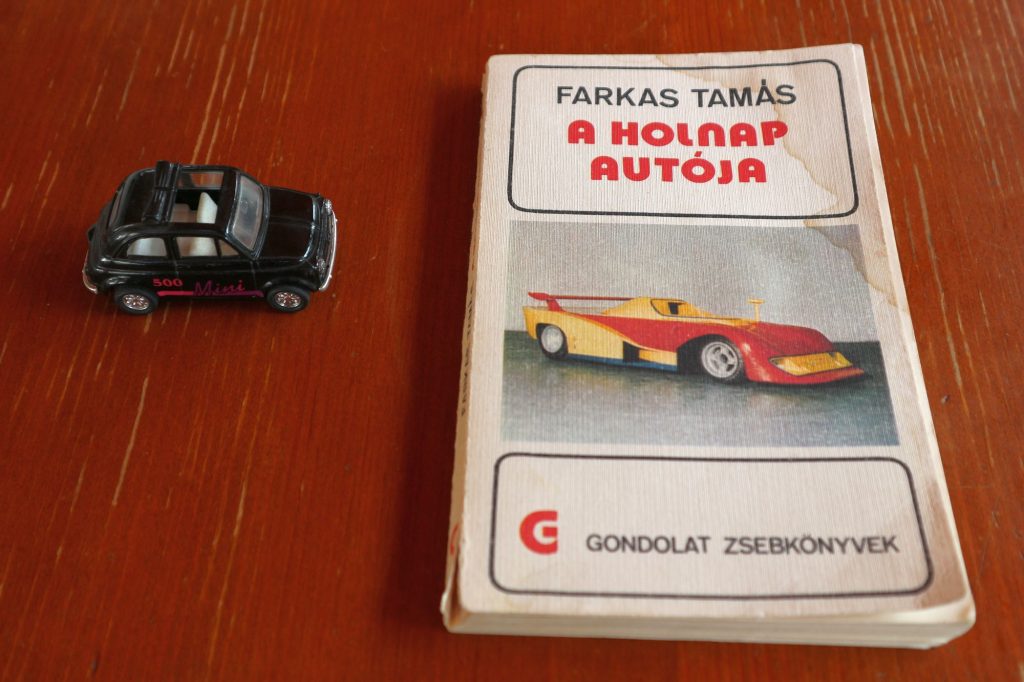 FARKAS TAMÁS
A HOLNAP
AUTÓJA
500 Mini
G GONDOLAT ZSEBKÖNYVEK